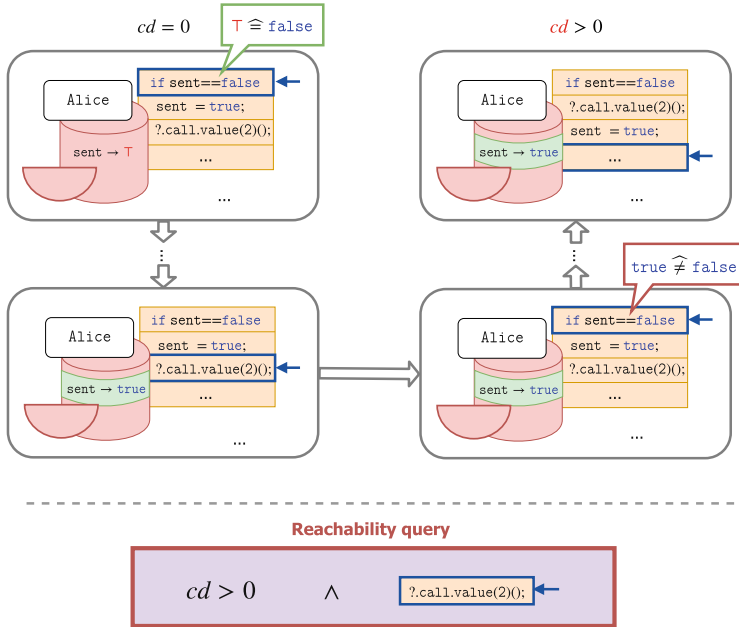 cd = 0
⊤ ≙ false
Alice
if sent==false
sent = true;
?.call.value(2)();
...
sent → ⊤
...
cd > 0
Alice
if sent==false
?.call.value(2)();
sent = true;
...
sent → true
...
...
...
true ≠̂ false
Alice
if sent==false
sent = true;
?.call.value(2)();
...
sent → true
...
Alice
if sent==false
sent = true;
?.call.value(2)();
...
sent → true
...
Reachability query
cd > 0 ∧ ?.call.value(2)();